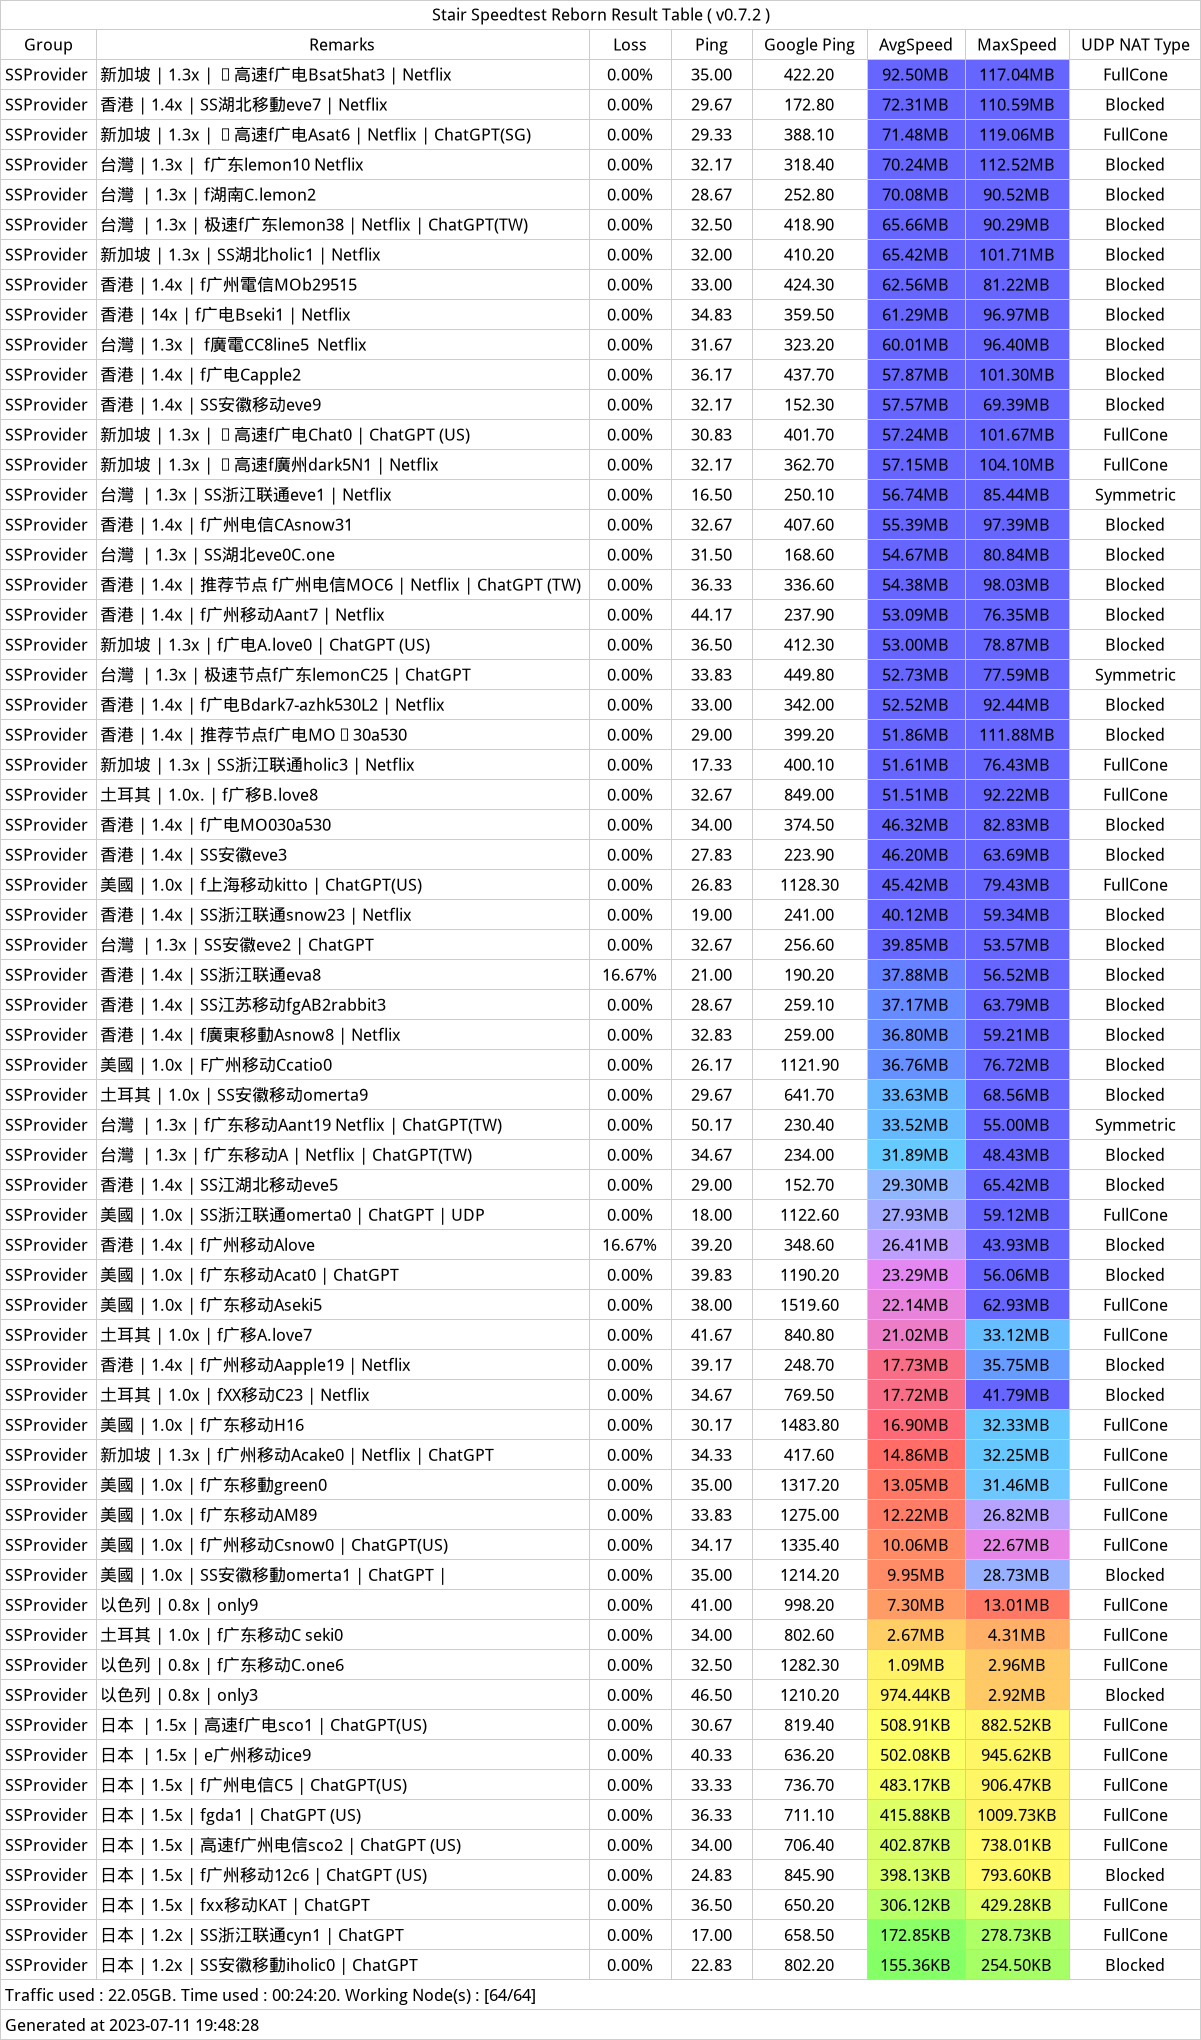 Stair Speedtest Reborn Result Table ( v0.7.2 )
Group Remarks Loss Ping Google Ping AvgSpeed MaxSpeed UDP NAT Type
SSProvider 新加坡 | 1.3x | 高速f广电Bsat5hat3 | Netflix 0.00% 35.00 422.20 92.50MB 117.04MB FullCone
SSProvider 香港 | 1.4x | SS湖北移動eve7 | Netflix 0.00% 29.67 172.80 72.31MB 110.59MB Blocked
SSProvider 新加坡 | 1.3x | 高速f广电Asat6 | Netflix | ChatGPT(SG) 0.00% 29.33 388.10 71.48MB 119.06MB FullCone
SSProvider 台灣 | 1.3x | f广东lemon10 Netflix 0.00% 32.17 318.40 70.24MB 112.52MB Blocked
SSProvider 台灣 | 1.3x | f湖南C.lemon2 0.00% 28.67 252.80 70.08MB 90.52MB Blocked
SSProvider 台灣 | 1.3x | 极速f广东lemon38 | Netflix | ChatGPT(TW) 0.00% 32.50 418.90 65.66MB 90.29MB Blocked
SSProvider 新加坡 | 1.3x | SS湖北holic1 | Netflix 0.00% 32.00 410.20 65.42MB 101.71MB Blocked
SSProvider 香港 | 1.4x | f广州電信MOb29515 0.00% 33.00 424.30 62.56MB 81.22MB Blocked
SSProvider 香港 | 14x | f广电Bseki1 | Netflix 0.00% 34.83 359.50 61.29MB 96.97MB Blocked
SSProvider 台灣 | 1.3x | f廣電CC8line5 Netflix 0.00% 31.67 323.20 60.01MB 96.40MB Blocked
SSProvider 香港 | 1.4x | f广电Capple2 0.00% 36.17 437.70 57.87MB 101.30MB Blocked
SSProvider 香港 | 1.4x | SS安徽移动eve9 0.00% 32.17 152.30 57.57MB 69.39MB Blocked
SSProvider 新加坡 | 1.3x | 高速f广电Chat0 | ChatGPT (US) 0.00% 30.83 401.70 57.24MB 101.67MB FullCone
SSProvider 新加坡 | 1.3x | 高速f廣州dark5N1 | Netflix 0.00% 32.17 362.70 57.15MB 104.10MB FullCone
SSProvider 台灣 | 1.3x | SS浙江联通eve1 | Netflix 0.00% 16.50 250.10 56.74MB 85.44MB Symmetric
SSProvider 香港 | 1.4x | f广州电信CAsnow31 0.00% 32.67 407.60 55.39MB 97.39MB Blocked
SSProvider 台灣 | 1.3x | SS湖北eve0C.one 0.00% 31.50 168.60 54.67MB 80.84MB Blocked
SSProvider 香港 | 1.4x | 推荐节点 f广州电信MOC6 | Netflix | ChatGPT (TW) 0.00% 36.33 336.60 54.38MB 98.03MB Blocked
SSProvider 香港 | 1.4x | f广州移动Aant7 | Netflix 0.00% 44.17 237.90 53.09MB 76.35MB Blocked
SSProvider 新加坡 | 1.3x | f广电A.love0 | ChatGPT (US) 0.00% 36.50 412.30 53.00MB 78.87MB Blocked
SSProvider 台灣 | 1.3x | 极速节点f广东lemonC25 | ChatGPT 0.00% 33.83 449.80 52.73MB 77.59MB Symmetric
SSProvider 香港 | 1.4x | f广电Bdark7-azhk530L2 | Netflix 0.00% 33.00 342.00 52.52MB 92.44MB Blocked
SSProvider 香港 | 1.4x | 推荐节点f广电MO 30a530 0.00% 29.00 399.20 51.86MB 111.88MB Blocked
SSProvider 新加坡 | 1.3x | SS浙江联通holic3 | Netflix 0.00% 17.33 400.10 51.61MB 76.43MB FullCone
SSProvider 土耳其 | 1.0x. | f广移B.love8 0.00% 32.67 849.00 51.51MB 92.22MB FullCone
SSProvider 香港 | 1.4x | f广电MO030a530 0.00% 34.00 374.50 46.32MB 82.83MB Blocked
SSProvider 香港 | 1.4x | SS安徽eve3 0.00% 27.83 223.90 46.20MB 63.69MB Blocked
SSProvider 美國 | 1.0x | f上海移动kitto | ChatGPT(US) 0.00% 26.83 1128.30 45.42MB 79.43MB FullCone
SSProvider 香港 | 1.4x | SS浙江联通snow23 | Netflix 0.00% 19.00 241.00 40.12MB 59.34MB Blocked
SSProvider 台灣 | 1.3x | SS安徽eve2 | ChatGPT 0.00% 32.67 256.60 39.85MB 53.57MB Blocked
SSProvider 香港 | 1.4x | SS浙江联通eva8 16.67% 21.00 190.20 37.88MB 56.52MB Blocked
SSProvider 香港 | 1.4x | SS江苏移动fgAB2rabbit3 0.00% 28.67 259.10 37.17MB 63.79MB Blocked
SSProvider 香港 | 1.4x | f廣東移動Asnow8 | Netflix 0.00% 32.83 259.00 36.80MB 59.21MB Blocked
SSProvider 美國 | 1.0x | F广州移动Ccatio0 0.00% 26.17 1121.90 36.76MB 76.72MB Blocked
SSProvider 土耳其 | 1.0x | SS安徽移动omerta9 0.00% 29.67 641.70 33.63MB 68.56MB Blocked
SSProvider 台灣 | 1.3x | f广东移动Aant19 Netflix | ChatGPT(TW) 0.00% 50.17 230.40 33.52MB 55.00MB Symmetric
SSProvider 台灣 | 1.3x | f广东移动A | Netflix | ChatGPT(TW) 0.00% 34.67 234.00 31.89MB 48.43MB Blocked
SSProvider 香港 | 1.4x | SS江湖北移动eve5 0.00% 29.00 152.70 29.30MB 65.42MB Blocked
SSProvider 美國 | 1.0x | SS浙江联通omerta0 | ChatGPT | UDP 0.00% 18.00 1122.60 27.93MB 59.12MB FullCone
SSProvider 香港 | 1.4x | f广州移动Alove 16.67% 39.20 348.60 26.41MB 43.93MB Blocked
SSProvider 美國 | 1.0x | f广东移动Acat0 | ChatGPT 0.00% 39.83 1190.20 23.29MB 56.06MB Blocked
SSProvider 美國 | 1.0x | f广东移动Aseki5 0.00% 38.00 1519.60 22.14MB 62.93MB FullCone
SSProvider 土耳其 | 1.0x | f广移A.love7 0.00% 41.67 840.80 21.02MB 33.12MB FullCone
SSProvider 香港 | 1.4x | f广州移动Aapple19 | Netflix 0.00% 39.17 248.70 17.73MB 35.75MB Blocked
SSProvider 土耳其 | 1.0x | fXX移动C23 | Netflix 0.00% 34.67 769.50 17.72MB 41.79MB Blocked
SSProvider 美國 | 1.0x | f广东移动H16 0.00% 30.17 1483.80 16.90MB 32.33MB FullCone
SSProvider 新加坡 | 1.3x | f广州移动Acake0 | Netflix | ChatGPT 0.00% 34.33 417.60 14.86MB 32.25MB FullCone
SSProvider 美國 | 1.0x | f广东移動green0 0.00% 35.00 1317.20 13.05MB 31.46MB FullCone
SSProvider 美國 | 1.0x | f广东移动AM89 0.00% 33.83 1275.00 12.22MB 26.82MB FullCone
SSProvider 美國 | 1.0x | f广州移动Csnow0 | ChatGPT(US) 0.00% 34.17 1335.40 10.06MB 22.67MB FullCone
SSProvider 美國 | 1.0x | SS安徽移動omerta1 | ChatGPT | 0.00% 35.00 1214.20 9.95MB 28.73MB Blocked
SSProvider 以色列 | 0.8x | only9 0.00% 41.00 998.20 7.30MB 13.01MB FullCone
SSProvider 土耳其 | 1.0x | f广东移动C seki0 0.00% 34.00 802.60 2.67MB 4.31MB FullCone
SSProvider 以色列 | 0.8x | f广东移动C.one6 0.00% 32.50 1282.30 1.09MB 2.96MB FullCone
SSProvider 以色列 | 0.8x | only3 0.00% 46.50 1210.20 974.44KB 2.92MB Blocked
SSProvider 日本 | 1.5x | 高速f广电sco1 | ChatGPT(US) 0.00% 30.67 819.40 508.91KB 882.52KB FullCone
SSProvider 日本 | 1.5x | e广州移动ice9 0.00% 40.33 636.20 502.08KB 945.62KB FullCone
SSProvider 日本 | 1.5x | f广州电信C5 | ChatGPT(US) 0.00% 33.33 736.70 483.17KB 906.47KB FullCone
SSProvider 日本 | 1.5x | fgda1 | ChatGPT (US) 0.00% 36.33 711.10 415.88KB 1009.73KB FullCone
SSProvider 日本 | 1.5x | 高速f广州电信sco2 | ChatGPT (US) 0.00% 34.00 706.40 402.87KB 738.01KB FullCone
SSProvider 日本 | 1.5x | f广州移动12c6 | ChatGPT (US) 0.00% 24.83 845.90 398.13KB 793.60KB Blocked
SSProvider 日本 | 1.5x | fxx移动KAT | ChatGPT 0.00% 36.50 650.20 306.12KB 429.28KB FullCone
SSProvider 日本 | 1.2x | SS浙江联通cyn1 | ChatGPT 0.00% 17.00 658.50 172.85KB 278.73KB FullCone
SSProvider 日本 | 1.2x | SS安徽移動iholic0 | ChatGPT 0.00% 22.83 802.20 155.36KB 254.50KB Blocked
Traffic used : 22.05GB. Time used : 00:24:20. Working Node(s) : [64/64]
Generated at 2023-07-11 19:48:28